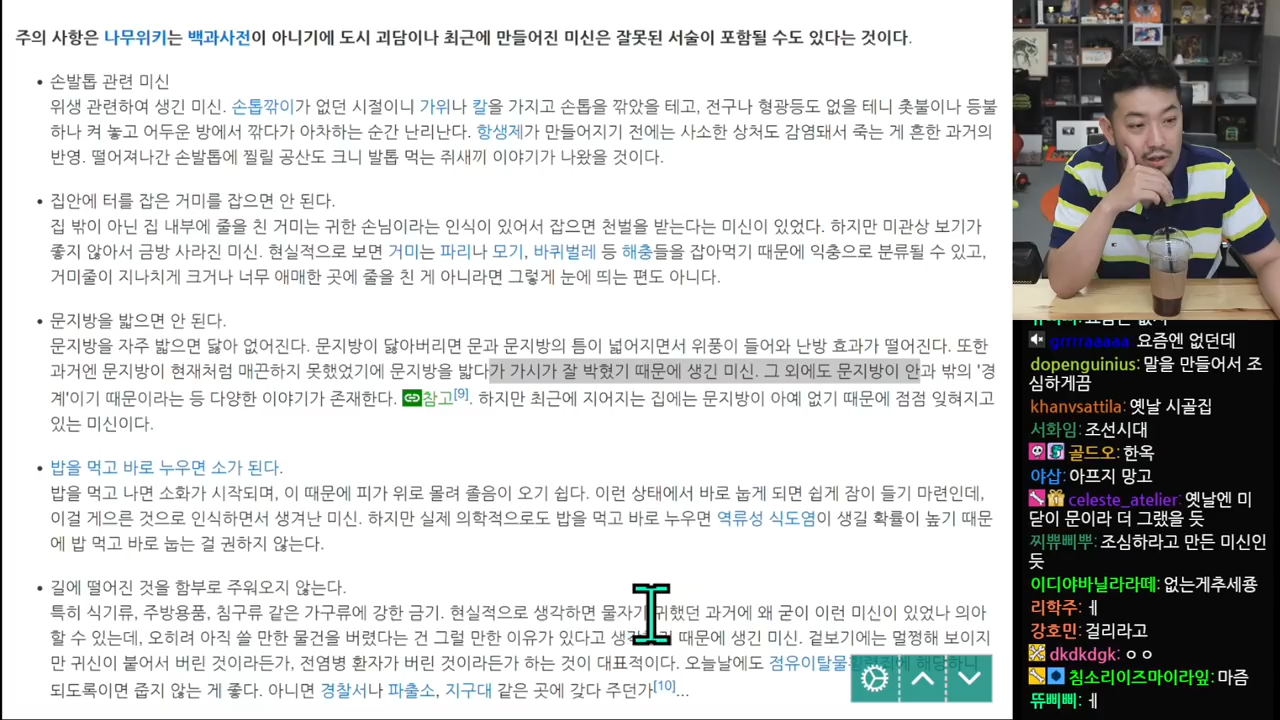 주의 사항은 나무위키는 백과사전이 아니기에 도시 괴담이나 최근에 만들어진 미신은 잘못된 서술이 포함될 수도 있다는 것이다.
• 손발톱 관련 미신
위생 관련하여 생긴 미신. 손톱깎이가 없던 시절이니 가위나 칼을 가지고 손톱을 깎았을 테고, 전구나 형광등도 없을 테니 촛불이나 등불
하나 켜 놓고 어두운 방에서 깎다가 아차하는 순간 난리난다. 항생제가 만들어지기 전에는 사소한 상처도 감염돼서 죽는 게 흔한 과거의
반영. 떨어져나간 손발톱에 찔릴 공산도 크니 발톱 먹는 쥐새끼 이야기가 나왔을 것이다.
• 집안에 터를 잡은 거미를 잡으면 안 된다.
집 밖이 아닌 집 내부에 줄을 친 거미는 귀한 손님이라는 인식이 있어서 잡으면 천벌을 받는다는 미신이 있었다. 하지만 미관상 보기가
좋지 않아서 금방 사라진 미신. 현실적으로 보면 거미는 파리나 모기, 바퀴벌레 등 해충들을 잡아먹기 때문에 익충으로 분류될 수 있고,
거미줄이 지나치게 크거나 너무 애매한 곳에 줄을 친 게 아니라면 그렇게 눈에 띄는 편도 아니다.
• 문지방을 밟으면 안 된다.
문지방을 자주 밟으면 닳아 없어진다. 문지방이 닳아버리면 문과 문지방의 틈이 넓어지면서 위풍이 들어와 난방 효과가 떨어진다. 또한
과거엔 문지방이 현재처럼 매끈하지 못했었기에 문지방을 밟다가 가시가 잘 박혔기 때문에 생긴 미신. 그 외에도 문지방이 안과 밖의 '경
계'이기 때문이라는 등 다양한 이야기가 존재한다. 참고[9]. 하지만 최근에 지어지는 집에는 문지방이 아예 없기 때문에 점점 잊혀지고
있는 미신이다.
• 밥을 먹고 바로 누우면 소가 된다.
밥을 먹고 나면 소화가 시작되며, 이 때문에 피가 위로 몰려 졸음이 오기 쉽다. 이런 상태에서 바로 눕게 되면 쉽게 잠이 들기 마련인데,
이걸 게으른 것으로 인식하면서 생겨난 미신. 하지만 실제 의학적으로도 밥을 먹고 바로 누우면 역류성 식도염이 생길 확률이 높기 때문
에 밥 먹고 바로 눕는 걸 권하지 않는다.
• 길에 떨어진 것을 함부로 주워오지 않는다.
특히 식기류, 주방용품, 침구류 같은 가구류에 강한 금기. 현실적으로 생각하면 물자가 귀했던 과거에 왜 굳이 이런 미신이 있었나 의아
할 수 있는데, 오히려 아직 쓸 만한 물건을 버렸다는 건 그럴 만한 이유가 있다고 때문에 생긴 미신. 겉보기에는 멀쩡해 보이지
만 귀신이 붙어서 버린 것이라든가, 전염병 환자가 버린 것이라든가 하는 것이 대표적이다. 오늘날에도 점유이탈물횡령죄에 해당하니
되도록이면 줍지 않는 게 좋다. 아니면 경찰서나 파출소, 지구대 같은 곳에 갖다 주던가[10]...
grrrraaaaa: 요즘엔 없던데
dopenguinius: 말을 만들어서 조
심하게끔
khanvsattila: 옛날 시골집
서화임: 조선시대
골드오: 한옥
야삽: 아프지 망고
celeste_atelier: 옛날엔 미
닫이 문이라 더 그랬을 듯
찌쀼삐뿌: 조심하라고 만든 미신인
듯
이디야바닐라라떼: 없는게추세죵
리학주: ㅔ
강호민: 걸리라고
dkdkdgk: ㅇㅇ
침소리이즈마이라잎: 마즘
뜌삐삐: ㅔ